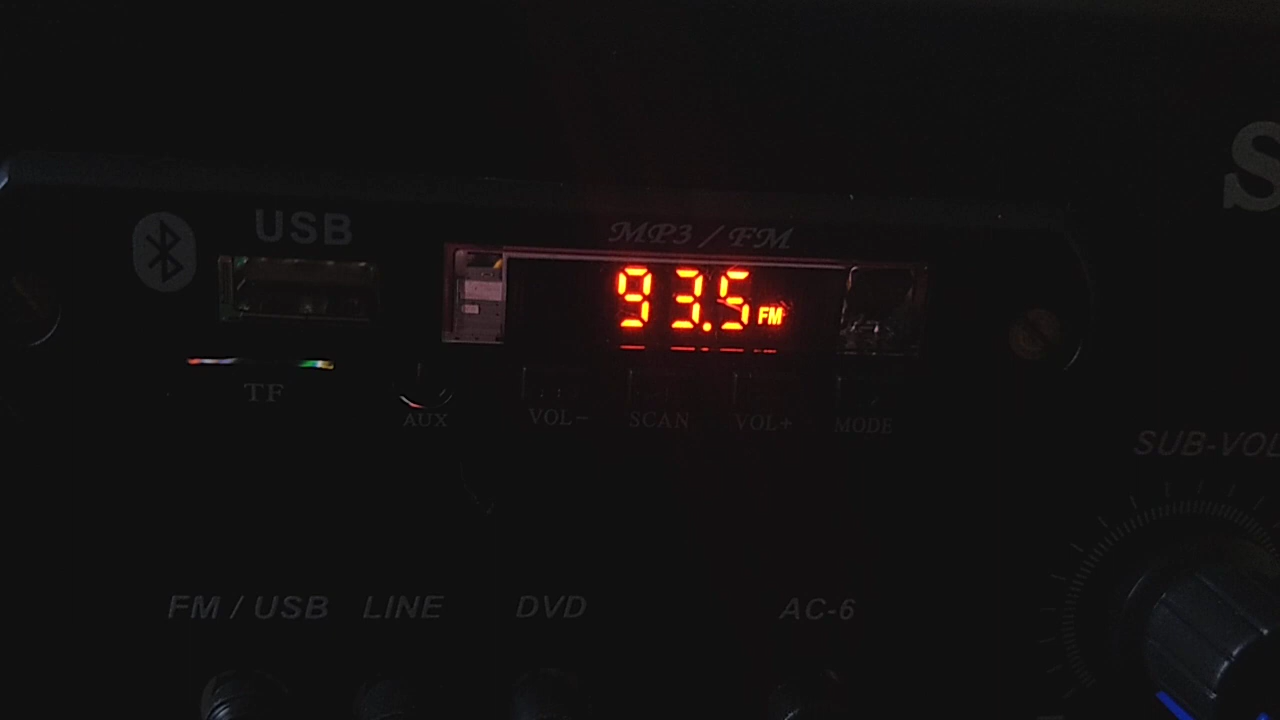 S
USB
MP3 / FM
93.5 FM
TF
AUX
VOL-
SCAN
VOL+
MODE
SUB-VOL
FM / USB
LINE
DVD
AC-6